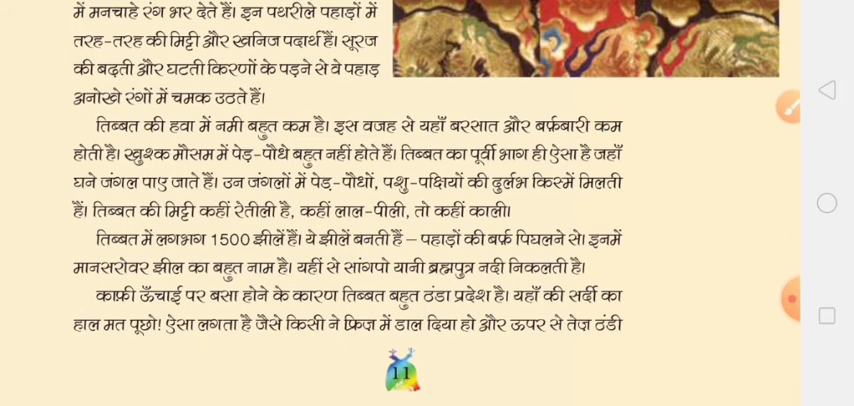 में मनचाहे रंग भर देते हैं। इन पथरीले पहाड़ों में
तरह-तरह की मिट्टी और खनिज पदार्थ हैं। सूरज
की बढ़ती और घटती किरणों के पड़ने से वे पहाड़
अनोखे रंगों में चमक उठते हैं।
तिब्बत की हवा में नमी बहुत कम है। इस वजह से यहाँ बरसात और बर्फ़बारी कम
होती है। खुश्क मौसम में पेड़-पौधे बहुत नहीं होते हैं। तिब्बत का पूर्वी भाग ही ऐसा है जहाँ
घने जंगल पाए जाते हैं। उन जंगलों में पेड़-पौधों, पशु-पक्षियों की दुर्लभ किस्में मिलती
हैं। तिब्बत की मिट्टी कहीं रेतीली है, कहीं लाल-पीली, तो कहीं काली।
तिब्बत में लगभग 1500 झीलें हैं। ये झीलें बनती हैं – पहाड़ों की बर्फ़ पिघलने से। इनमें
मानसरोवर झील का बहुत नाम है। यहीं से सांगपो यानी ब्रह्मपुत्र नदी निकलती है।
काफ़ी ऊँचाई पर बसा होने के कारण तिब्बत बहुत ठंडा प्रदेश है। यहाँ की सर्दी का
हाल मत पूछो! ऐसा लगता है जैसे किसी ने फ्रिज़ में डाल दिया हो और ऊपर से तेज़ ठंडी
11